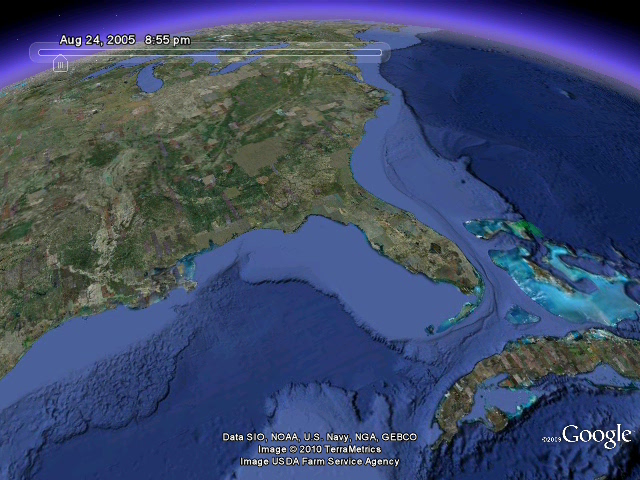 Aug 24, 2005 8:55 pm
Data SIO, NOAA, U.S. Navy, NGA, GEBCO
Image © 2010 TerraMetrics
Image USDA Farm Service Agency
©2009 Google